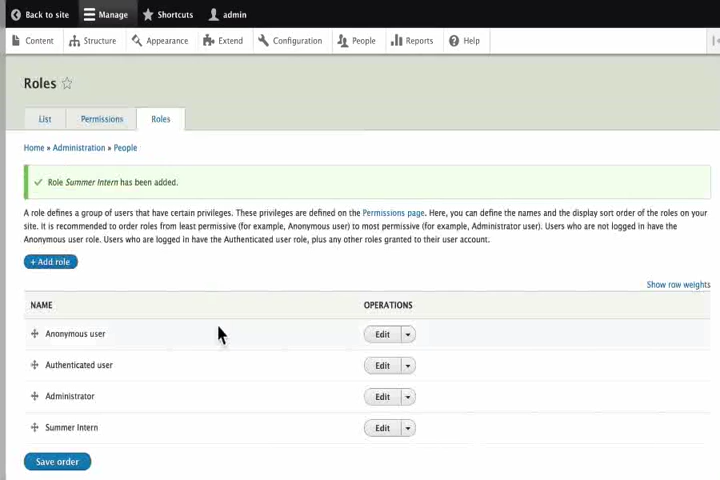 Back to site Manage Shortcuts admin
Content Structure Appearance Extend Configuration People Reports Help
Roles
List Permissions Roles
Home » Administration » People
Role Summer Intern has been added.
A role defines a group of users that have certain privileges. These privileges are defined on the Permissions page. Here, you can define the names and the display sort order of the roles on your
site. It is recommended to order roles from least permissive (for example, Anonymous user) to most permissive (for example, Administrator user). Users who are not logged in have the
Anonymous user role. Users who are logged in have the Authenticated user role, plus any other roles granted to their user account.
+ Add role
Show row weights
NAME OPERATIONS
Anonymous user Edit
Authenticated user Edit
Administrator Edit
Summer Intern Edit
Save order